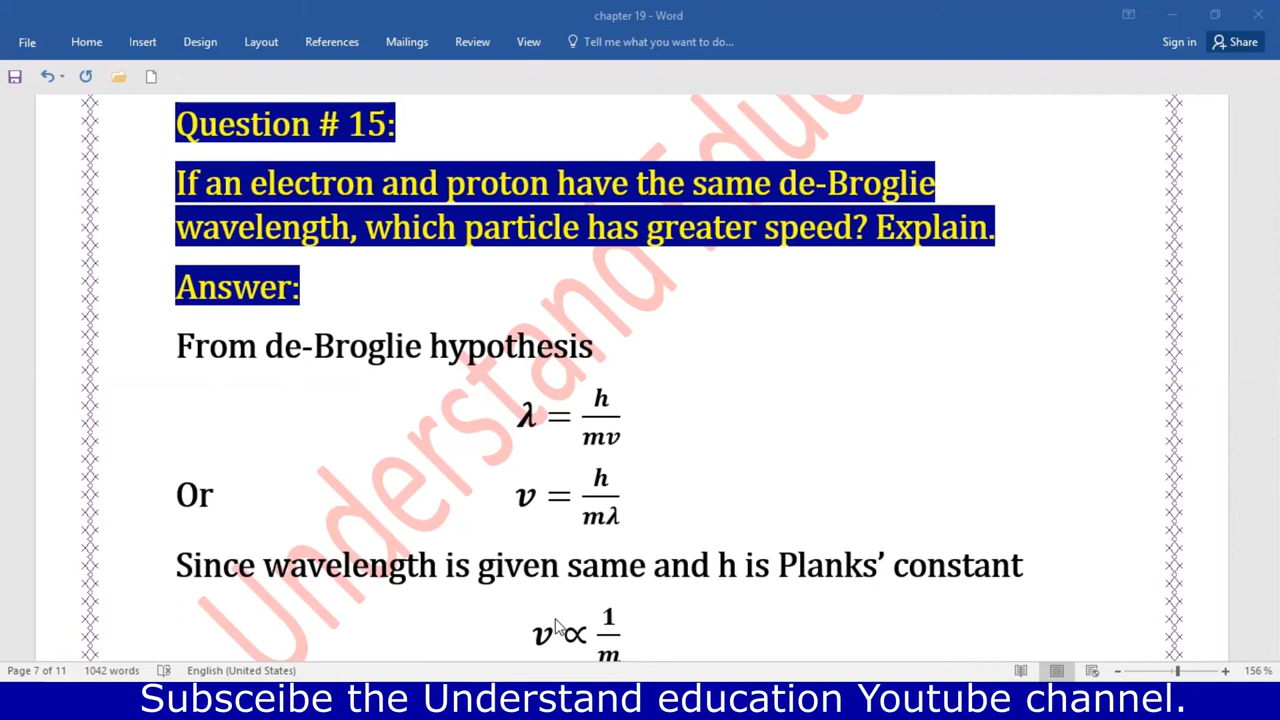 chapter 19 - Word
File Home Insert Design Layout References Mailings Review View Tell me what you want to do... Sign in Share
Question # 15:
If an electron and proton have the same de-Broglie
wavelength, which particle has greater speed? Explain.
Answer:
From de-Broglie hypothesis
λ = h/mv
Or v = h/mλ
Since wavelength is given same and h is Planks’ constant
v ∝ 1/m
Understand Educ
Page 7 of 11 1042 words English (United States) 156 %
Subsceibe the Understand education Youtube channel.